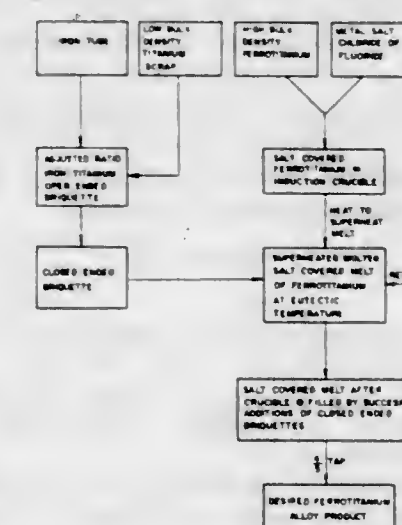 IRON TUBE
LOW BULK
DENSITY
TITANIUM
SCRAP
HIGH BULK
DENSITY
FERROTITANIUM
METAL SALT
CHLORIDE OR
FLUORIDE
ADJUSTED RATIO
IRON TITANIUM
OPEN ENDED
BRIQUETTE
SALT COVERED
FERROTITANIUM IN
INDUCTION CRUCIBLE
HEAT TO
SUPERHEAT
MELT
CLOSED ENDED
BRIQUETTE
SUPERHEATED MOLTEN
SALT COVERED MELT
OF FERROTITANIUM
AT EUTECTIC
TEMPERATURE
RE
SALT COVERED MELT AFTER
CRUCIBLE IS FILLED BY SUCCES
ADDITIONS OF CLOSED ENDED
BRIQUETTES
TAP
DESIRED FERROTITANIUM
ALLOY PRODUCT